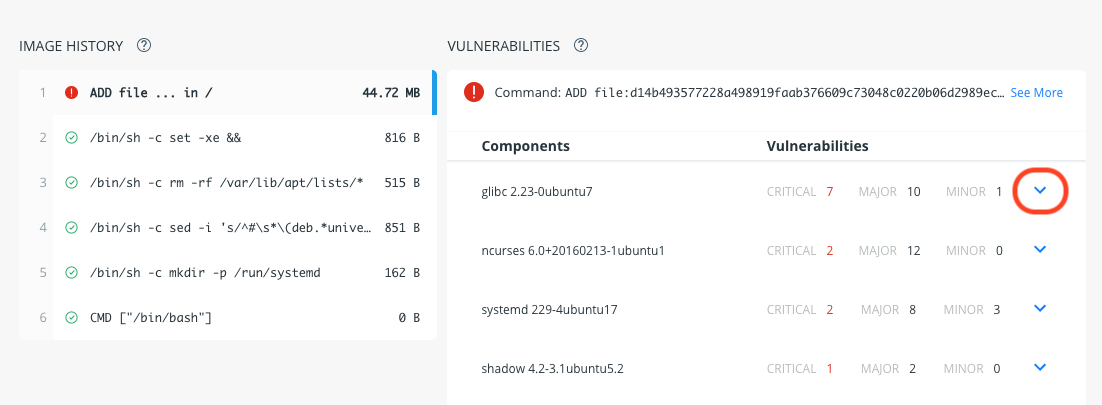 IMAGE HISTORY ?
1 ! ADD file ... in / 44.72 MB
2 /bin/sh -c set -xe && 816 B
3 /bin/sh -c rm -rf /var/lib/apt/lists/* 515 B
4 /bin/sh -c sed -i 's/^#\s*\(deb.*unive… 851 B
5 /bin/sh -c mkdir -p /run/systemd 162 B
6 CMD ["/bin/bash"] 0 B
VULNERABILITIES ?
! Command: ADD file:d14b493577228a498919faab376609c73048c0220b06d2989ec… See More
Components Vulnerabilities
glibc 2.23-0ubuntu7 CRITICAL 7 MAJOR 10 MINOR 1
ncurses 6.0+20160213-1ubuntu1 CRITICAL 2 MAJOR 12 MINOR 0
systemd 229-4ubuntu17 CRITICAL 2 MAJOR 8 MINOR 3
shadow 4.2-3.1ubuntu5.2 CRITICAL 1 MAJOR 2 MINOR 0